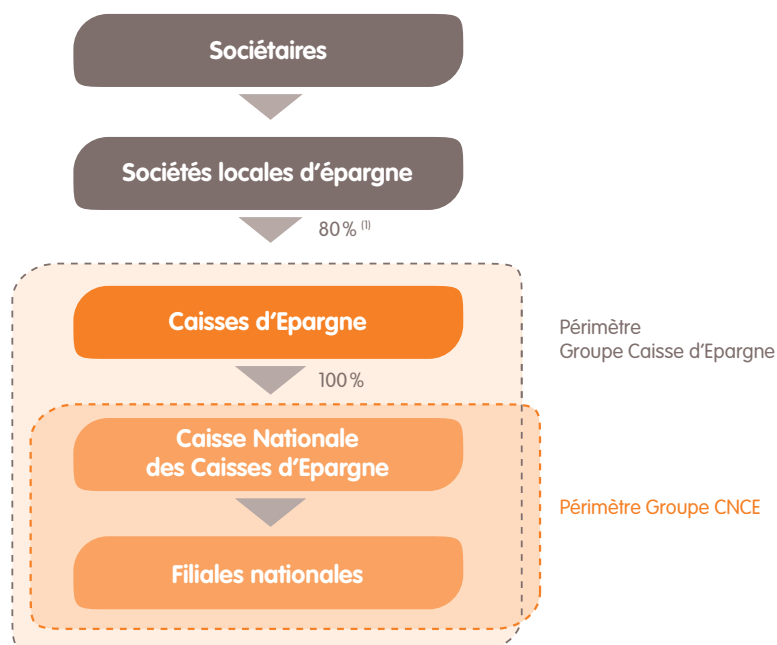 Sociétaires
Sociétés locales d'épargne
80% (1)
Caisses d'Epargne
Périmètre
Groupe Caisse d'Epargne
100%
Caisse Nationale
des Caisses d'Epargne
Périmètre Groupe CNCE
Filiales nationales